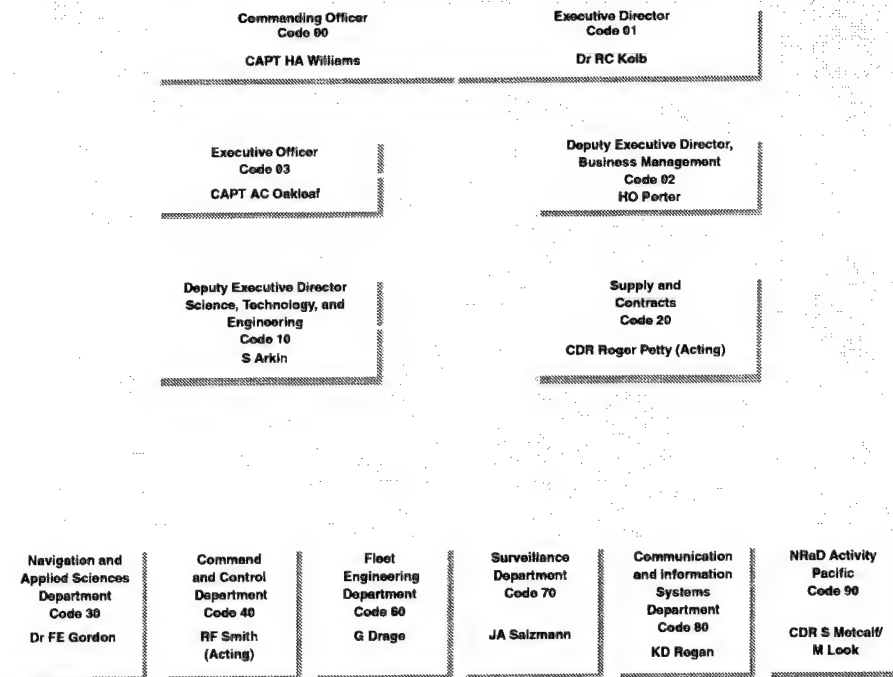 Commanding Officer
Code 00
CAPT HA Williams
Executive Director
Code 01
Dr RC Kolb
Executive Officer
Code 03
CAPT AC Oakleaf
Deputy Executive Director,
Business Management
Code 02
HO Porter
Deputy Executive Director
Science, Technology, and
Engineering
Code 10
S Arkin
Supply and
Contracts
Code 20
CDR Roger Petty (Acting)
Navigation and
Applied Sciences
Department
Code 30
Dr FE Gordon
Command
and Control
Department
Code 40
RF Smith
(Acting)
Fleet
Engineering
Department
Code 60
G Drage
Surveillance
Department
Code 70
JA Salzmann
Communication
and Information
Systems
Department
Code 80
KD Regan
NRaD Activity
Pacific
Code 90
CDR S Metcalf/
M Look